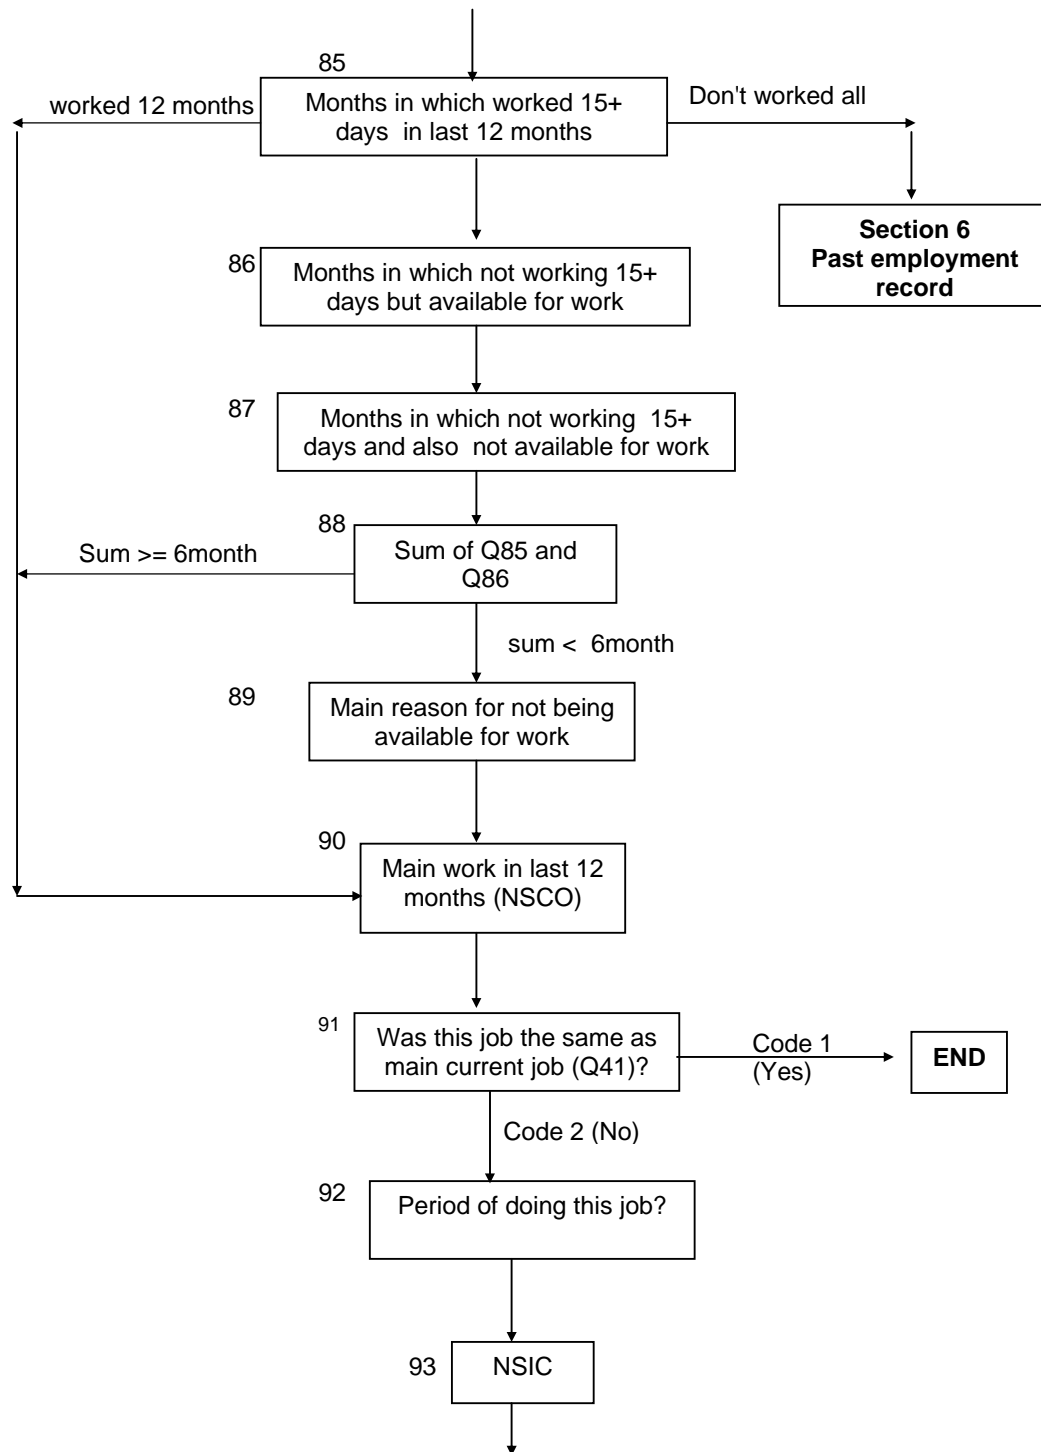 85
worked 12 months
Months in which worked 15+
days in last 12 months
Don't worked all
Section 6
Past employment
record
86
Months in which not working 15+
days but available for work
87
Months in which not working 15+
days and also not available for work
88
Sum >= 6month
Sum of Q85 and
Q86
sum < 6month
89
Main reason for not being
available for work
90
Main work in last 12
months (NSCO)
91
Was this job the same as
main current job (Q41)?
Code 1
(Yes)
END
Code 2 (No)
92
Period of doing this job?
93
NSIC